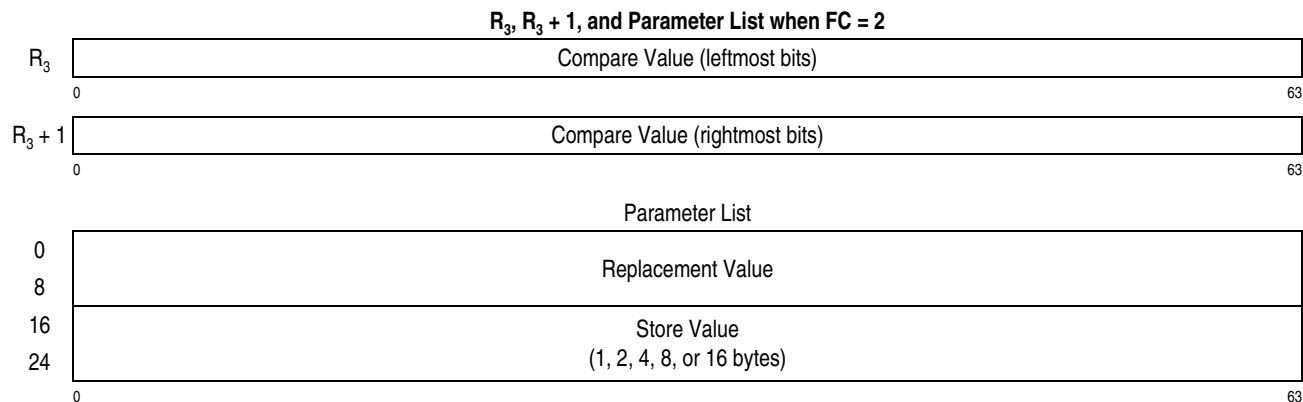 R3, R3 + 1, and Parameter List when FC = 2
R3 Compare Value (leftmost bits)
0 63
R3 + 1 Compare Value (rightmost bits)
0 63
Parameter List
0
Replacement Value
8
16 Store Value
24 (1, 2, 4, 8, or 16 bytes)
0 63